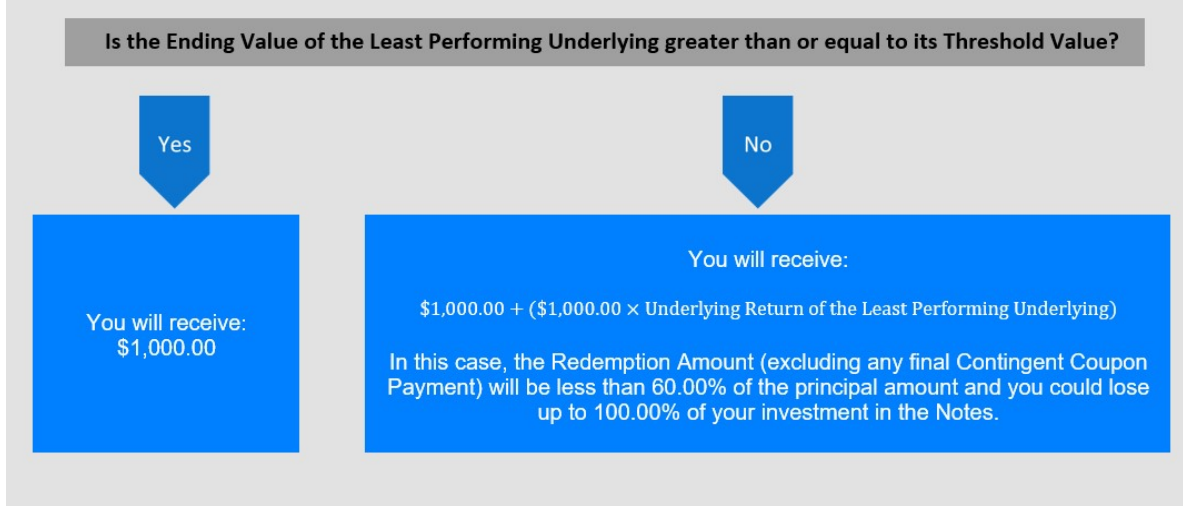 Is the Ending Value of the Least Performing Underlying greater than or equal to its Threshold Value?
Yes
No
You will receive:
$1,000.00
You will receive:
$1,000.00 + ($1,000.00 × Underlying Return of the Least Performing Underlying)
In this case, the Redemption Amount (excluding any final Contingent Coupon
Payment) will be less than 60.00% of the principal amount and you could lose
up to 100.00% of your investment in the Notes.